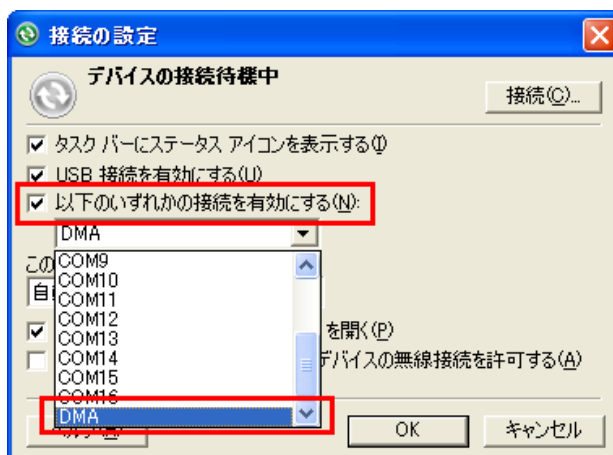 接続の設定
デバイスの接続待機中
接続(C)...
タスク バーにステータス アイコンを表示する(I)
USB 接続を有効にする(U)
以下のいずれかの接続を有効にする(N):
DMA
この
COM9
COM10
自
COM11
COM12
COM13
を開く(P)
COM14
デバイスの無線接続を許可する(A)
COM15
COM16
DMA
OK
キャンセル